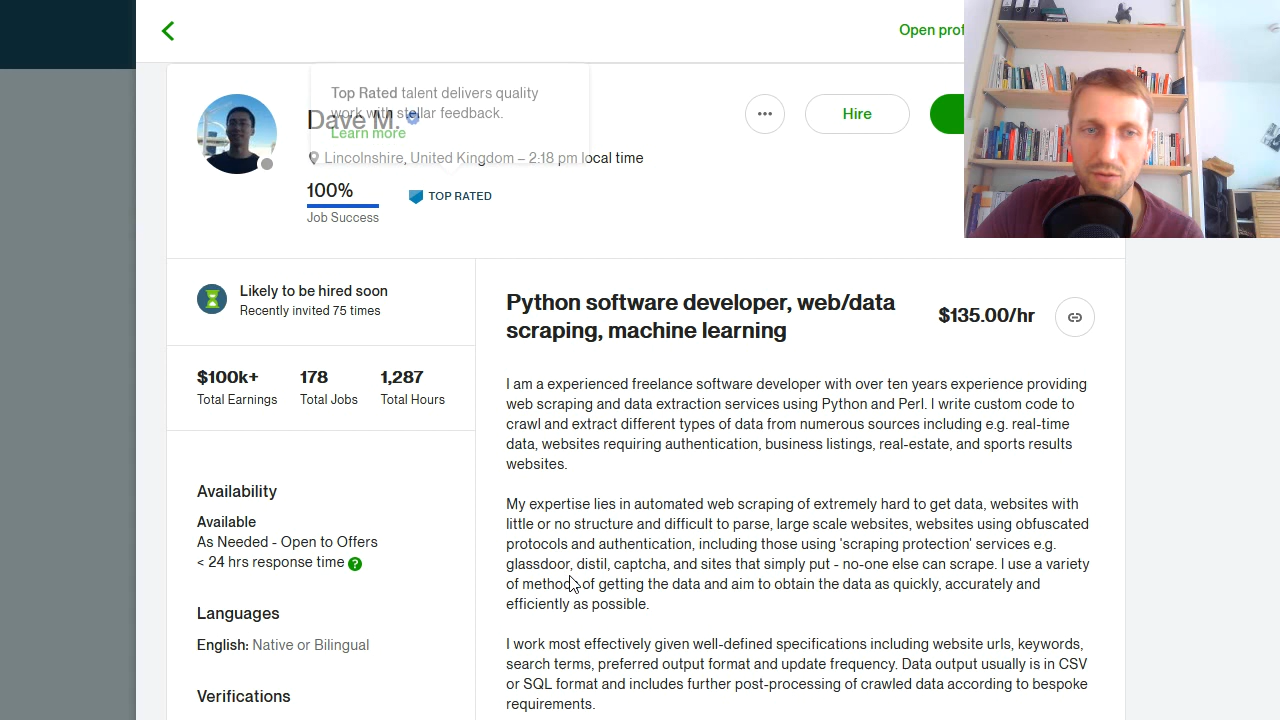 Open prof
Top Rated talent delivers quality
work with stellar feedback.
Learn more
Dave M.
Lincolnshire, United Kingdom – 2:18 pm local time
100%
Job Success
TOP RATED
Hire
Likely to be hired soon
Recently invited 75 times
$100k+
Total Earnings
178
Total Jobs
1,287
Total Hours
Availability
Available
As Needed - Open to Offers
< 24 hrs response time
Languages
English: Native or Bilingual
Verifications
Python software developer, web/data
scraping, machine learning
$135.00/hr
I am a experienced freelance software developer with over ten years experience providing
web scraping and data extraction services using Python and Perl. I write custom code to
crawl and extract different types of data from numerous sources including e.g. real-time
data, websites requiring authentication, business listings, real-estate, and sports results
websites.
My expertise lies in automated web scraping of extremely hard to get data, websites with
little or no structure and difficult to parse, large scale websites, websites using obfuscated
protocols and authentication, including those using 'scraping protection' services e.g.
glassdoor, distil, captcha, and sites that simply put - no-one else can scrape. I use a variety
of methods of getting the data and aim to obtain the data as quickly, accurately and
efficiently as possible.
I work most effectively given well-defined specifications including website urls, keywords,
search terms, preferred output format and update frequency. Data output usually is in CSV
or SQL format and includes further post-processing of crawled data according to bespoke
requirements.